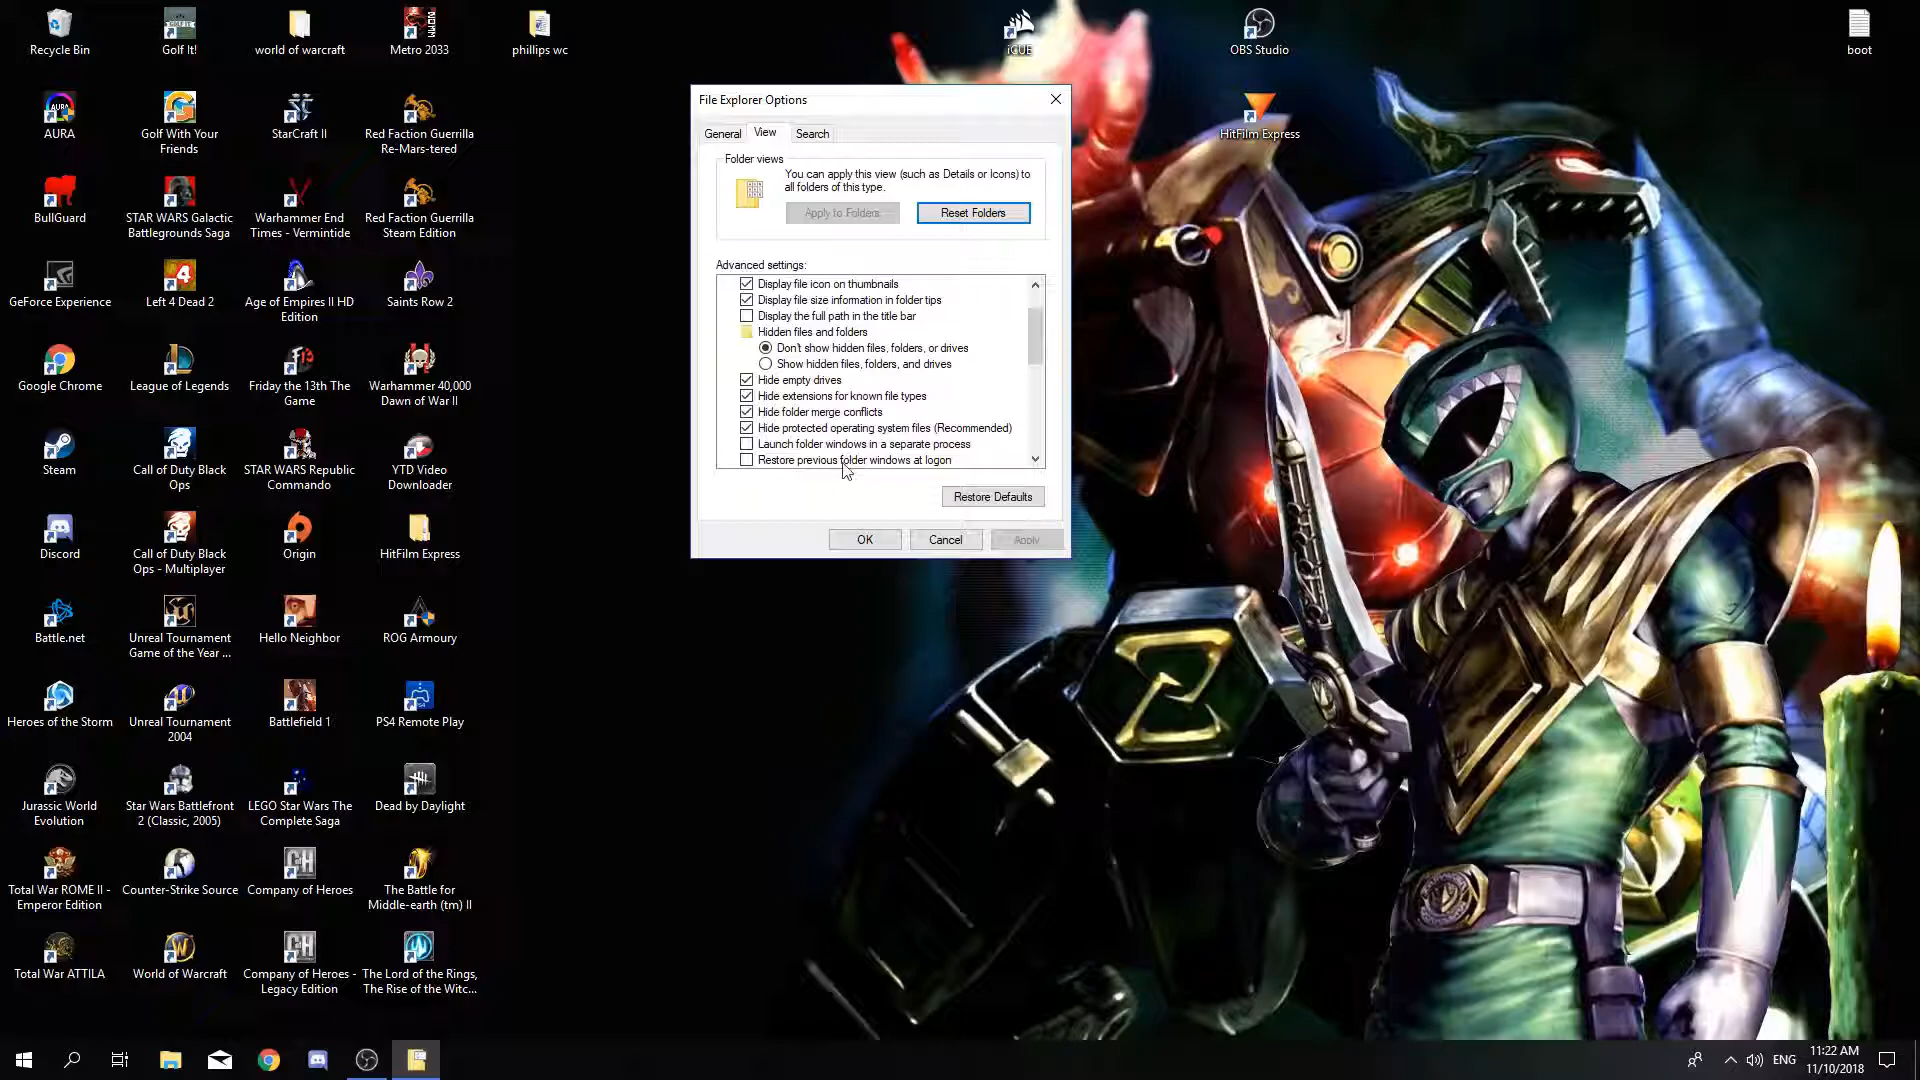 Recycle Bin
Golf It!
world of warcraft
Metro 2033
phillips wc
iCUE
OBS Studio
boot
AURA
Golf With Your
Friends
StarCraft II
Red Faction Guerrilla
Re-Mars-tered
HitFilm Express
BullGuard
STAR WARS Galactic
Battlegrounds Saga
Warhammer End
Times - Vermintide
Red Faction Guerrilla
Steam Edition
GeForce Experience
Left 4 Dead 2
Age of Empires II HD
Edition
Saints Row 2
Google Chrome
League of Legends
Friday the 13th The
Game
Warhammer 40,000
Dawn of War II
Steam
Call of Duty Black
Ops
STAR WARS Republic
Commando
YTD Video
Downloader
Discord
Call of Duty Black
Ops - Multiplayer
Origin
HitFilm Express
Battle.net
Unreal Tournament
Game of the Year ...
Hello Neighbor
ROG Armoury
Heroes of the Storm
Unreal Tournament
2004
Battlefield 1
PS4 Remote Play
Jurassic World
Evolution
Star Wars Battlefront
2 (Classic, 2005)
LEGO Star Wars The
Complete Saga
Dead by Daylight
Total War ROME II -
Emperor Edition
Counter-Strike Source
Company of Heroes
The Battle for
Middle-earth (tm) II
Total War ATTILA
World of Warcraft
Company of Heroes -
Legacy Edition
The Lord of the Rings,
The Rise of the Witc...
File Explorer Options
General
View
Search
Folder views
You can apply this view (such as Details or Icons) to
all folders of this type.
Apply to Folders
Reset Folders
Advanced settings:
Display file icon on thumbnails
Display file size information in folder tips
Display the full path in the title bar
Hidden files and folders
Don't show hidden files, folders, or drives
Show hidden files, folders, and drives
Hide empty drives
Hide extensions for known file types
Hide folder merge conflicts
Hide protected operating system files (Recommended)
Launch folder windows in a separate process
Restore previous folder windows at logon
Restore Defaults
OK
Cancel
Apply
ENG
11:22 AM
11/10/2018